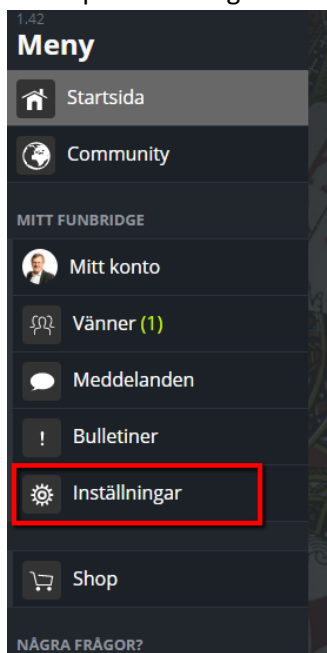 1.42
Meny
Startsida
Community
MITT FUNBRIDGE
Mitt konto
Vänner (1)
Meddelanden
! Bulletiner
Inställningar
Shop
NÅGRA FRÅGOR?